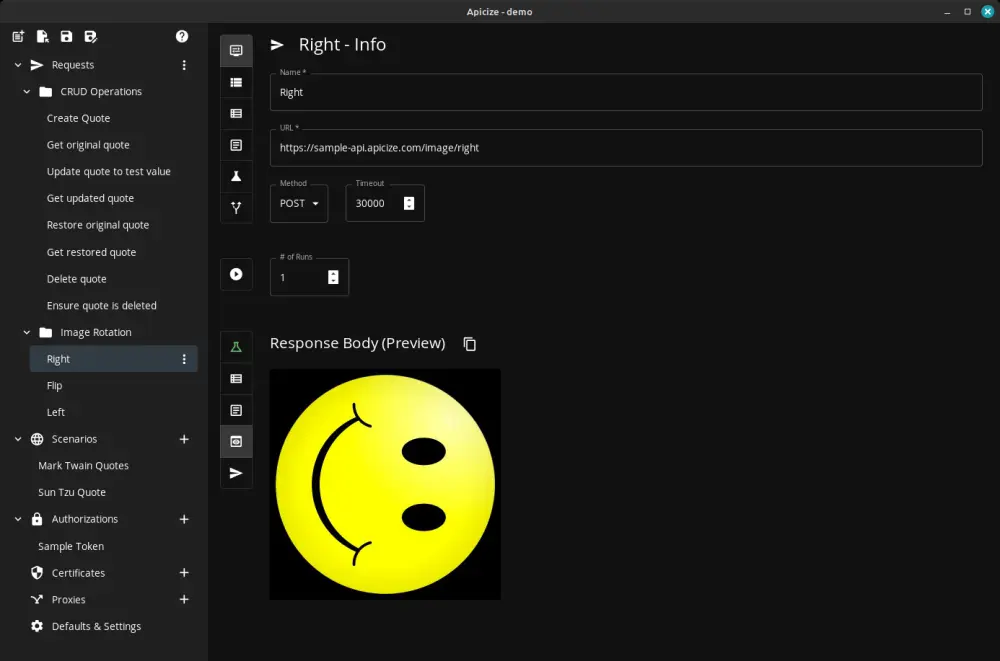 Apicize - demo
Requests
CRUD Operations
Create Quote
Get original quote
Update quote to test value
Get updated quote
Restore original quote
Get restored quote
Delete quote
Ensure quote is deleted
Image Rotation
Right
Flip
Left
Scenarios
Mark Twain Quotes
Sun Tzu Quote
Authorizations
Sample Token
Certificates
Proxies
Defaults & Settings
Right - Info
Name *
Right
URL *
https://sample-api.apicize.com/image/right
Method
POST
Timeout
30000
# of Runs
1
Response Body (Preview)